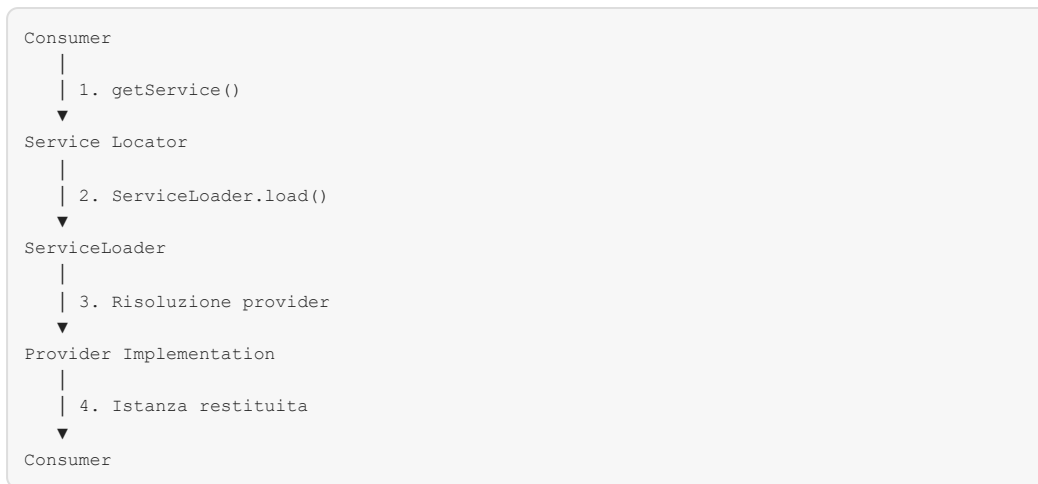 Consumer
│
│ 1. getService()
▼
Service Locator
│
│ 2. ServiceLoader.load()
▼
ServiceLoader
│
│ 3. Risoluzione provider
▼
Provider Implementation
│
│ 4. Istanza restituita
▼
Consumer